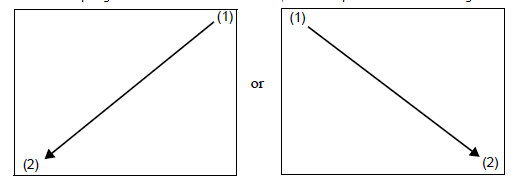 (1) (1)
or
(2) (2)